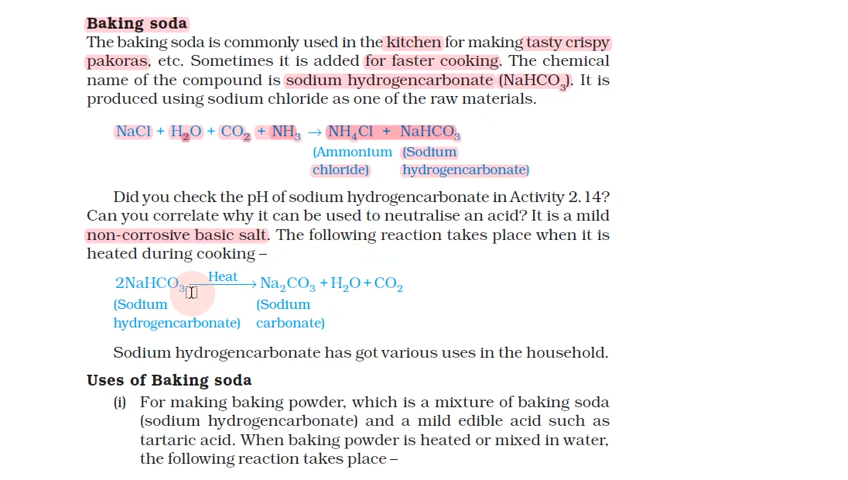 Baking soda
The baking soda is commonly used in the kitchen for making tasty crispy
pakoras, etc. Sometimes it is added for faster cooking. The chemical
name of the compound is sodium hydrogencarbonate (NaHCO₃). It is
produced using sodium chloride as one of the raw materials.
NaCl + H₂O + CO₂ + NH₃ → NH₄Cl + NaHCO₃
(Ammonium (Sodium
chloride) hydrogencarbonate)
Did you check the pH of sodium hydrogencarbonate in Activity 2.14?
Can you correlate why it can be used to neutralise an acid? It is a mild
non-corrosive basic salt. The following reaction takes place when it is
heated during cooking –
Heat
2NaHCO₃ → Na₂CO₃ + H₂O + CO₂
(Sodium (Sodium
hydrogencarbonate) carbonate)
Sodium hydrogencarbonate has got various uses in the household.
Uses of Baking soda
(i) For making baking powder, which is a mixture of baking soda
(sodium hydrogencarbonate) and a mild edible acid such as
tartaric acid. When baking powder is heated or mixed in water,
the following reaction takes place –